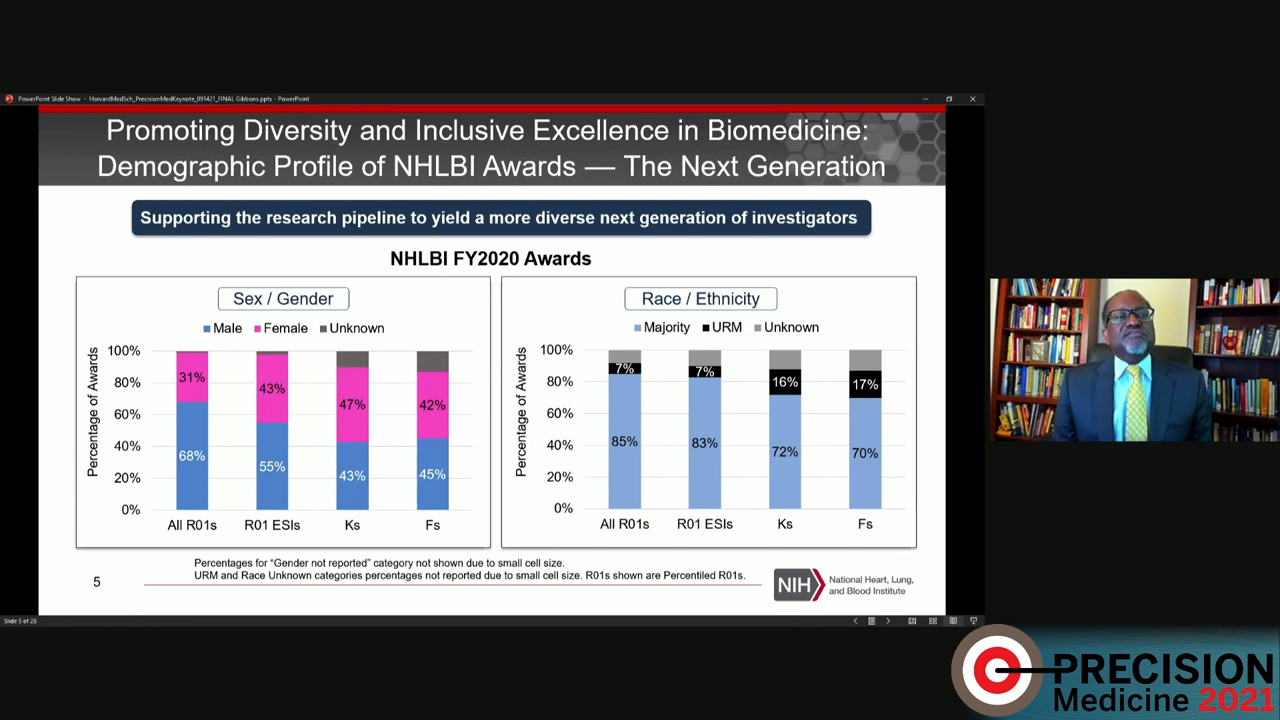 PowerPoint Slide Show - HarvardMedSch_PrecisionMedKeynote_091421_FINAL Gibbons.pptx - PowerPoint
Promoting Diversity and Inclusive Excellence in Biomedicine:
Demographic Profile of NHLBI Awards — The Next Generation
Supporting the research pipeline to yield a more diverse next generation of investigators
NHLBI FY2020 Awards
Sex / Gender
Male Female Unknown
Percentage of Awards
100%
80%
60%
40%
20%
0%
31%
68%
43%
55%
47%
43%
42%
45%
All R01s R01 ESIs Ks Fs
Race / Ethnicity
Majority URM Unknown
Percentage of Awards
100%
80%
60%
40%
20%
0%
7%
85%
7%
83%
16%
72%
17%
70%
All R01s R01 ESIs Ks Fs
Percentages for “Gender not reported” category not shown due to small cell size.
URM and Race Unknown categories percentages not reported due to small cell size. R01s shown are Percentiled R01s.
5
NIH
National Heart, Lung,
and Blood Institute
Slide 5 of 28
PRECISION
Medicine 2021